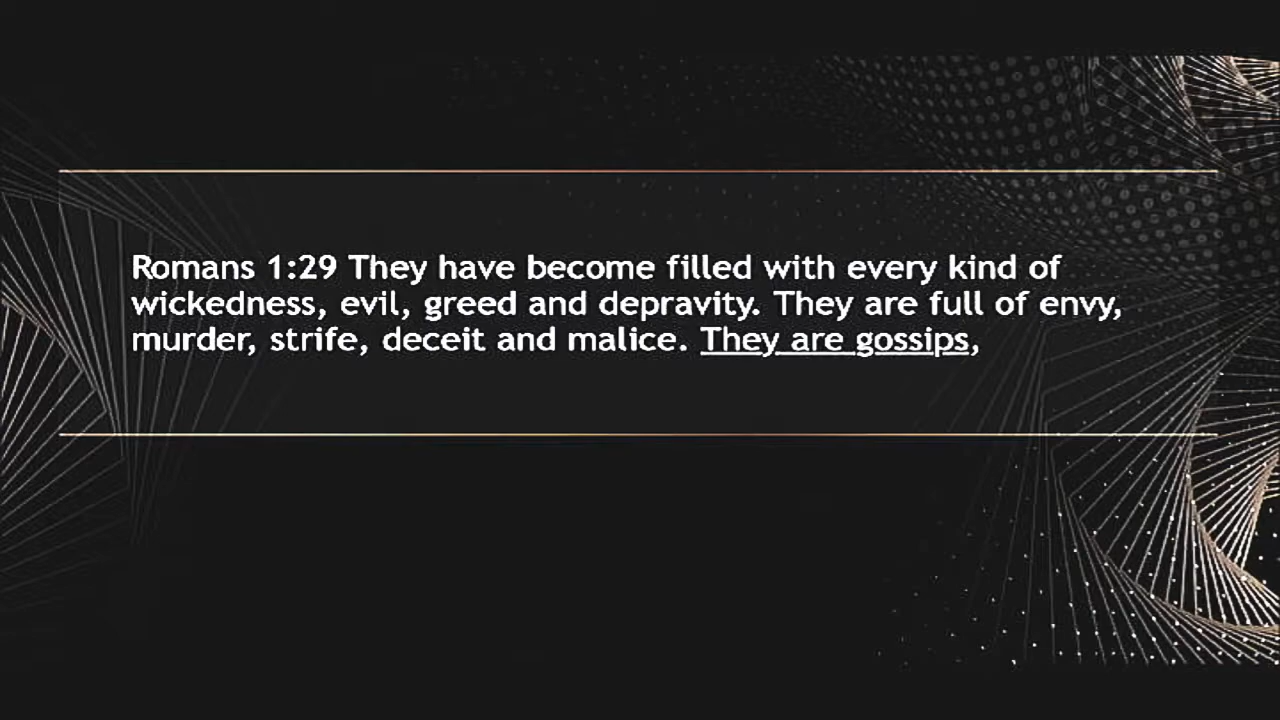 Romans 1:29 They have become filled with every kind of
wickedness, evil, greed and depravity. They are full of envy,
murder, strife, deceit and malice. They are gossips,